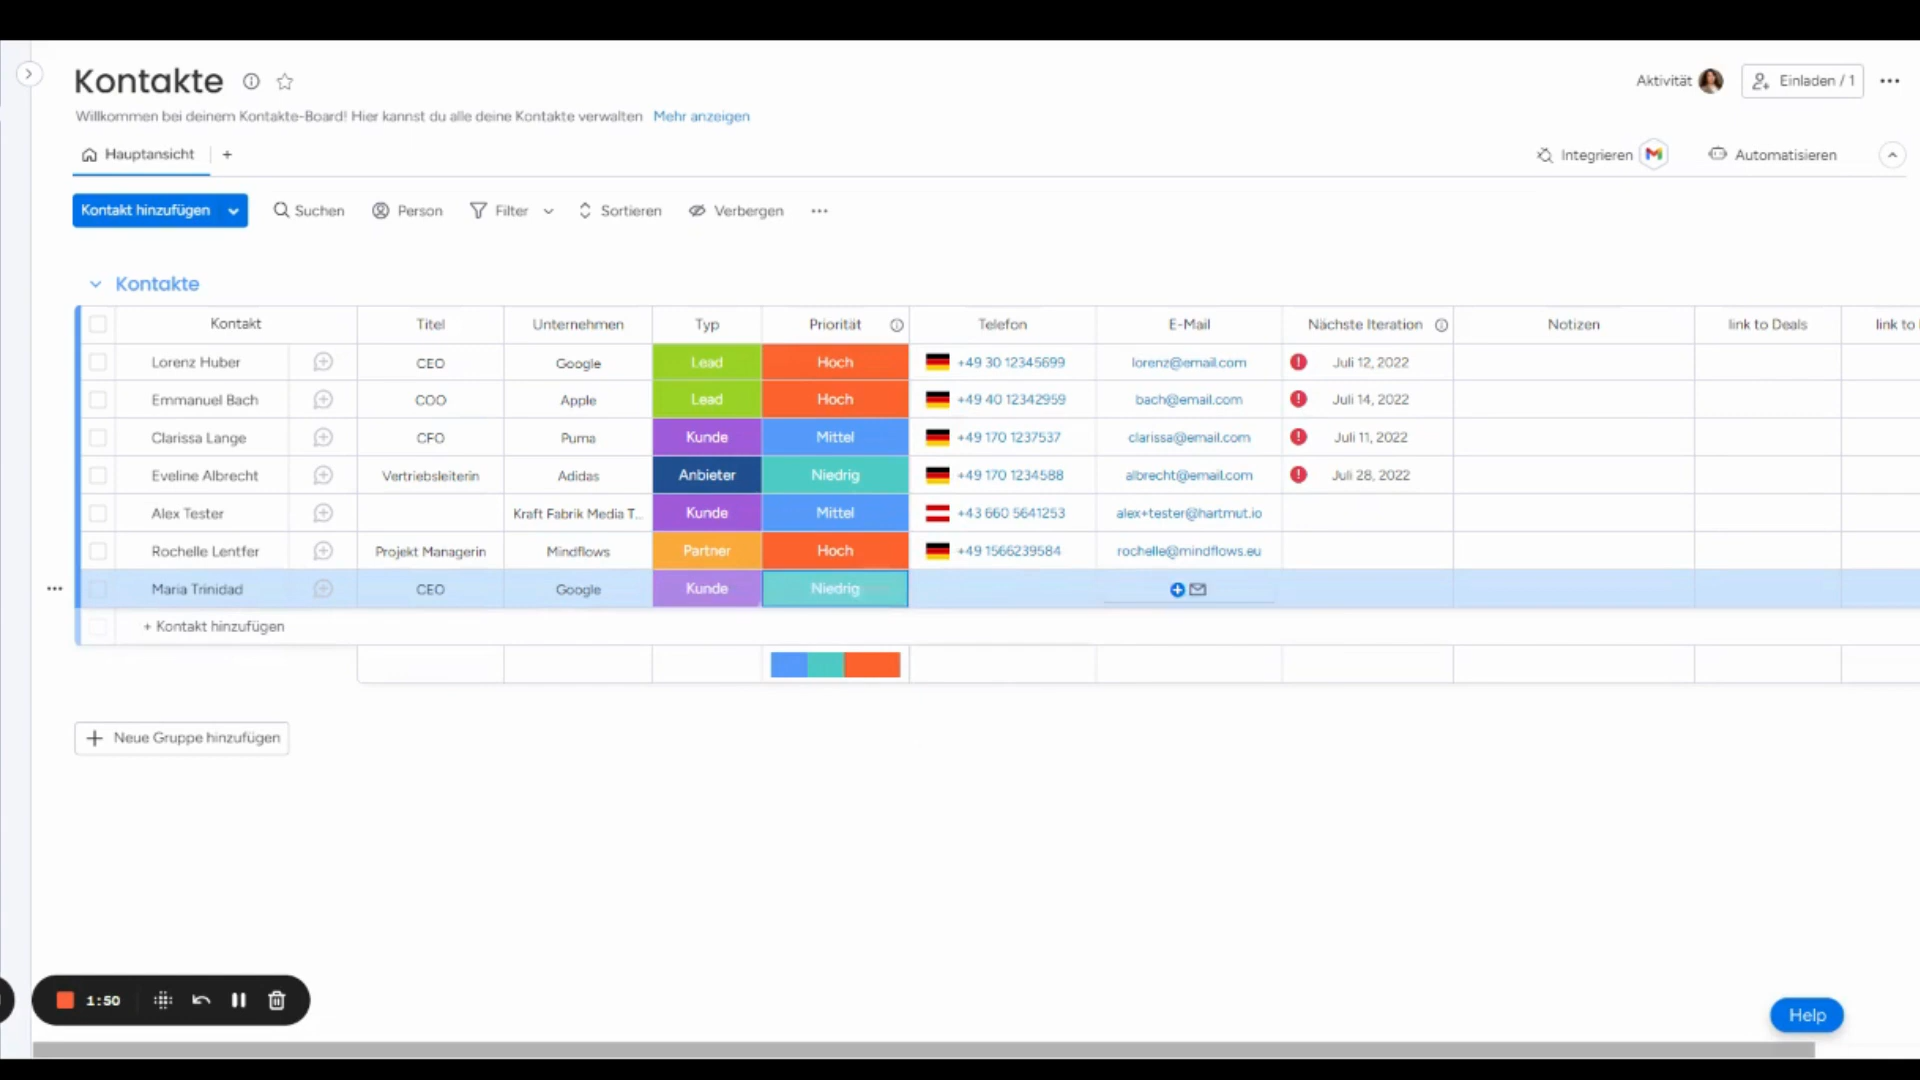 Kontakte
Aktivität
Einladen / 1
Willkommen bei deinem Kontakte-Board! Hier kannst du alle deine Kontakte verwalten Mehr anzeigen
Hauptansicht
Integrieren
Automatisieren
Kontakt hinzufügen
Suchen
Person
Filter
Sortieren
Verbergen
Kontakte
Kontakt Titel Unternehmen Typ Priorität Telefon E-Mail Nächste Iteration Notizen link to Deals link to
Lorenz Huber CEO Google Lead Hoch +49 30 12345699 lorenz@email.com Juli 12, 2022
Emmanuel Bach COO Apple Lead Hoch +49 40 12342959 bach@email.com Juli 14, 2022
Clarissa Lange CFO Puma Kunde Mittel +49 170 1237537 clarissa@email.com Juli 11, 2022
Eveline Albrecht Vertriebsleiterin Adidas Anbieter Niedrig +49 170 1234588 albrecht@email.com Juli 28, 2022
Alex Tester Kraft Fabrik Media T... Kunde Mittel +43 660 5641253 alex+tester@hartmut.io
Rochelle Lentfer Projekt Managerin Mindflows Partner Hoch +49 1566239584 rochelle@mindflows.eu
Maria Trinidad CEO Google Kunde Niedrig
+ Kontakt hinzufügen
Neue Gruppe hinzufügen
1:50
Help